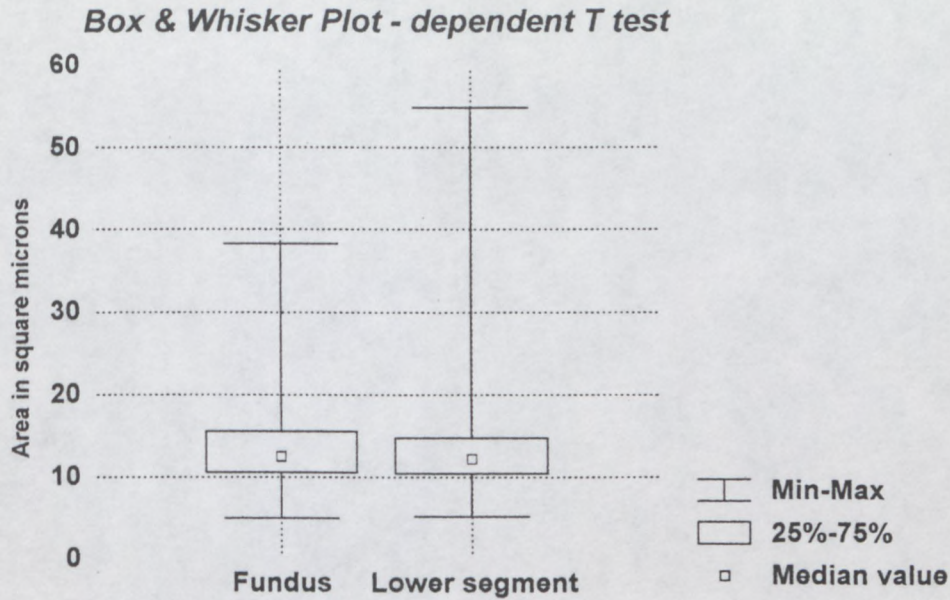 Box & Whisker Plot - dependent T test
60
50
40
30
20
10
0
Area in square microns
Fundus
Lower segment
Min-Max
25%-75%
Median value